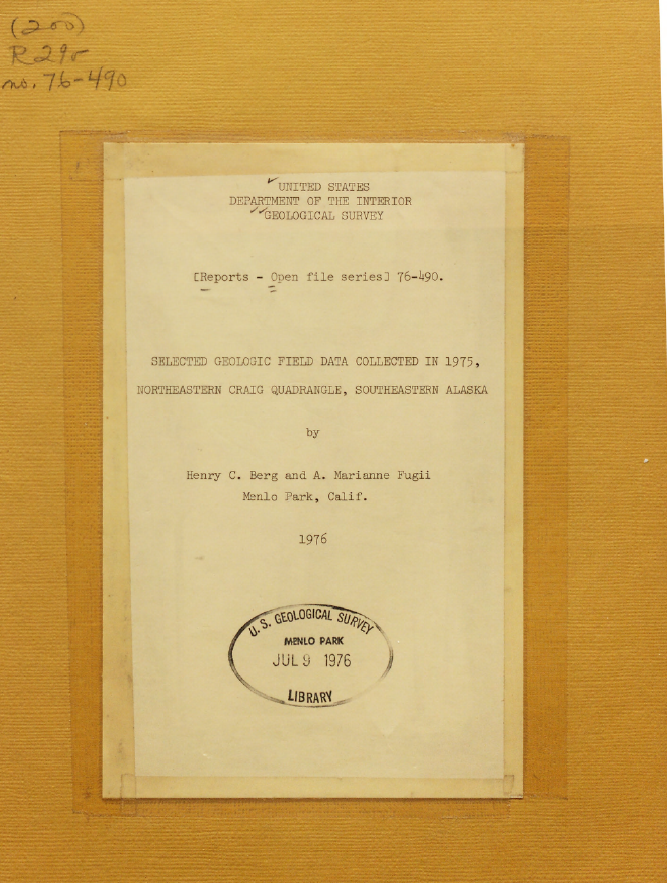 (200)
R29o
no. 76-490
UNITED STATES
DEPARTMENT OF THE INTERIOR
GEOLOGICAL SURVEY
[Reports - Open file series] 76-490.
SELECTED GEOLOGIC FIELD DATA COLLECTED IN 1975,
NORTHEASTERN CRAIG QUADRANGLE, SOUTHEASTERN ALASKA
by
Henry C. Berg and A. Marianne Fugii
Menlo Park, Calif.
1976
U. S. GEOLOGICAL SURVEY
MENLO PARK
JUL 9 1976
LIBRARY